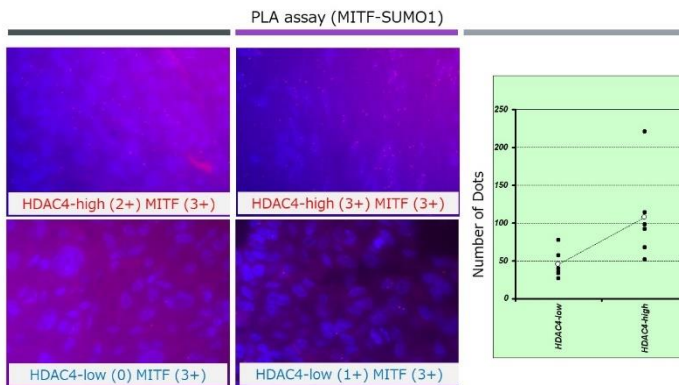 PLA assay (MITF-SUMO1)
HDAC4-high (2+) MITF (3+)
HDAC4-high (3+) MITF (3+)
HDAC4-low (0) MITF (3+)
HDAC4-low (1+) MITF (3+)
Number of Dots
250
200
150
100
50
0
HDAC4-low
HDAC4-high